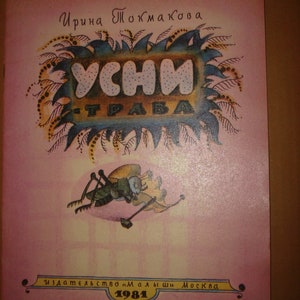 Ирина Токмакова
УСНИ
-ТРАВА
ИЗДАТЕЛЬСТВО «МАЛЫШ» МОСКВА
1981